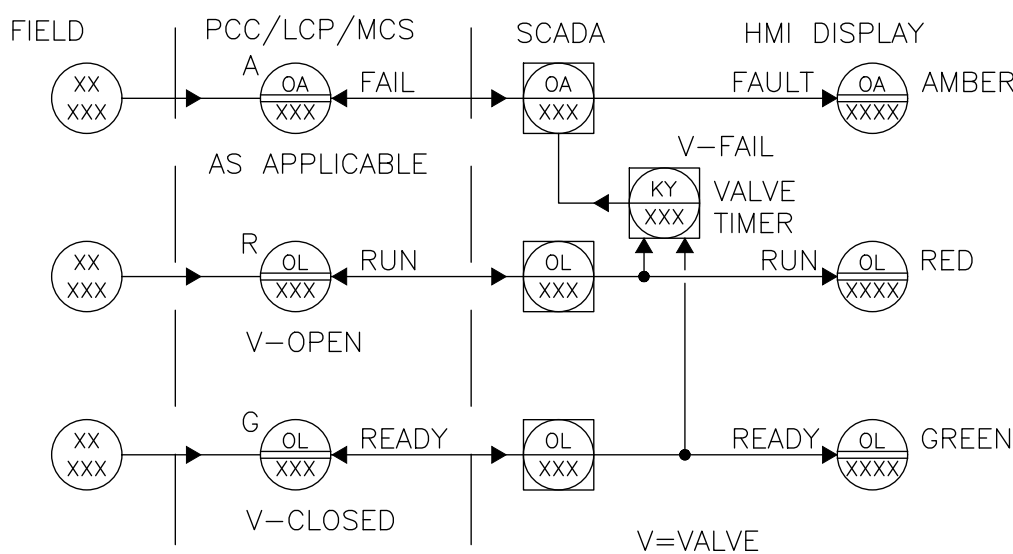 FIELD
PCC/LCP/MCS
SCADA
HMI DISPLAY
XX
XXX
A
OA
XXX
FAIL
OA
XXX
FAULT
OA
XXXX
AMBER
AS APPLICABLE
V-FAIL
KY
XXX
VALVE
TIMER
XX
XXX
R
OL
XXX
RUN
OL
XXX
RUN
OL
XXXX
RED
V-OPEN
XX
XXX
G
OL
XXX
READY
OL
XXX
READY
OL
XXXX
GREEN
V-CLOSED
V=VALVE